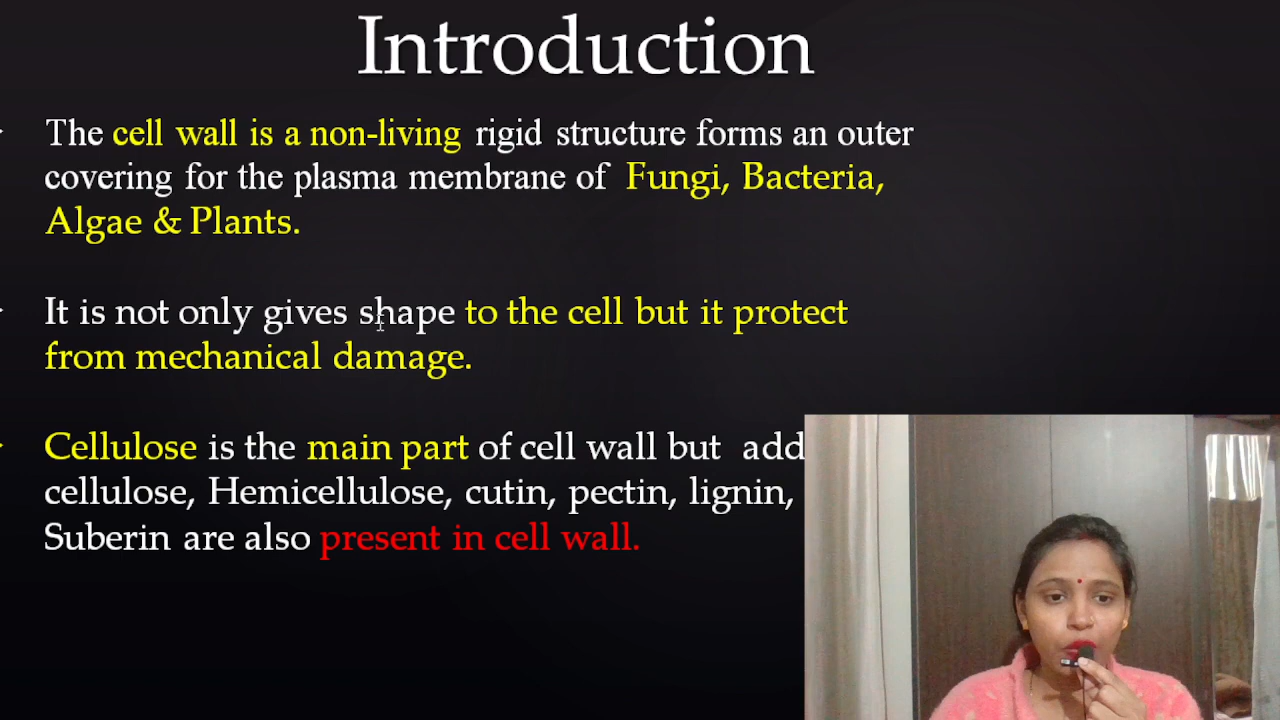 Introduction
The cell wall is a non-living rigid structure forms an outer
covering for the plasma membrane of Fungi, Bacteria,
Algae & Plants.
It is not only gives shape to the cell but it protect
from mechanical damage.
Cellulose is the main part of cell wall but add
cellulose, Hemicellulose, cutin, pectin, lignin,
Suberin are also present in cell wall.